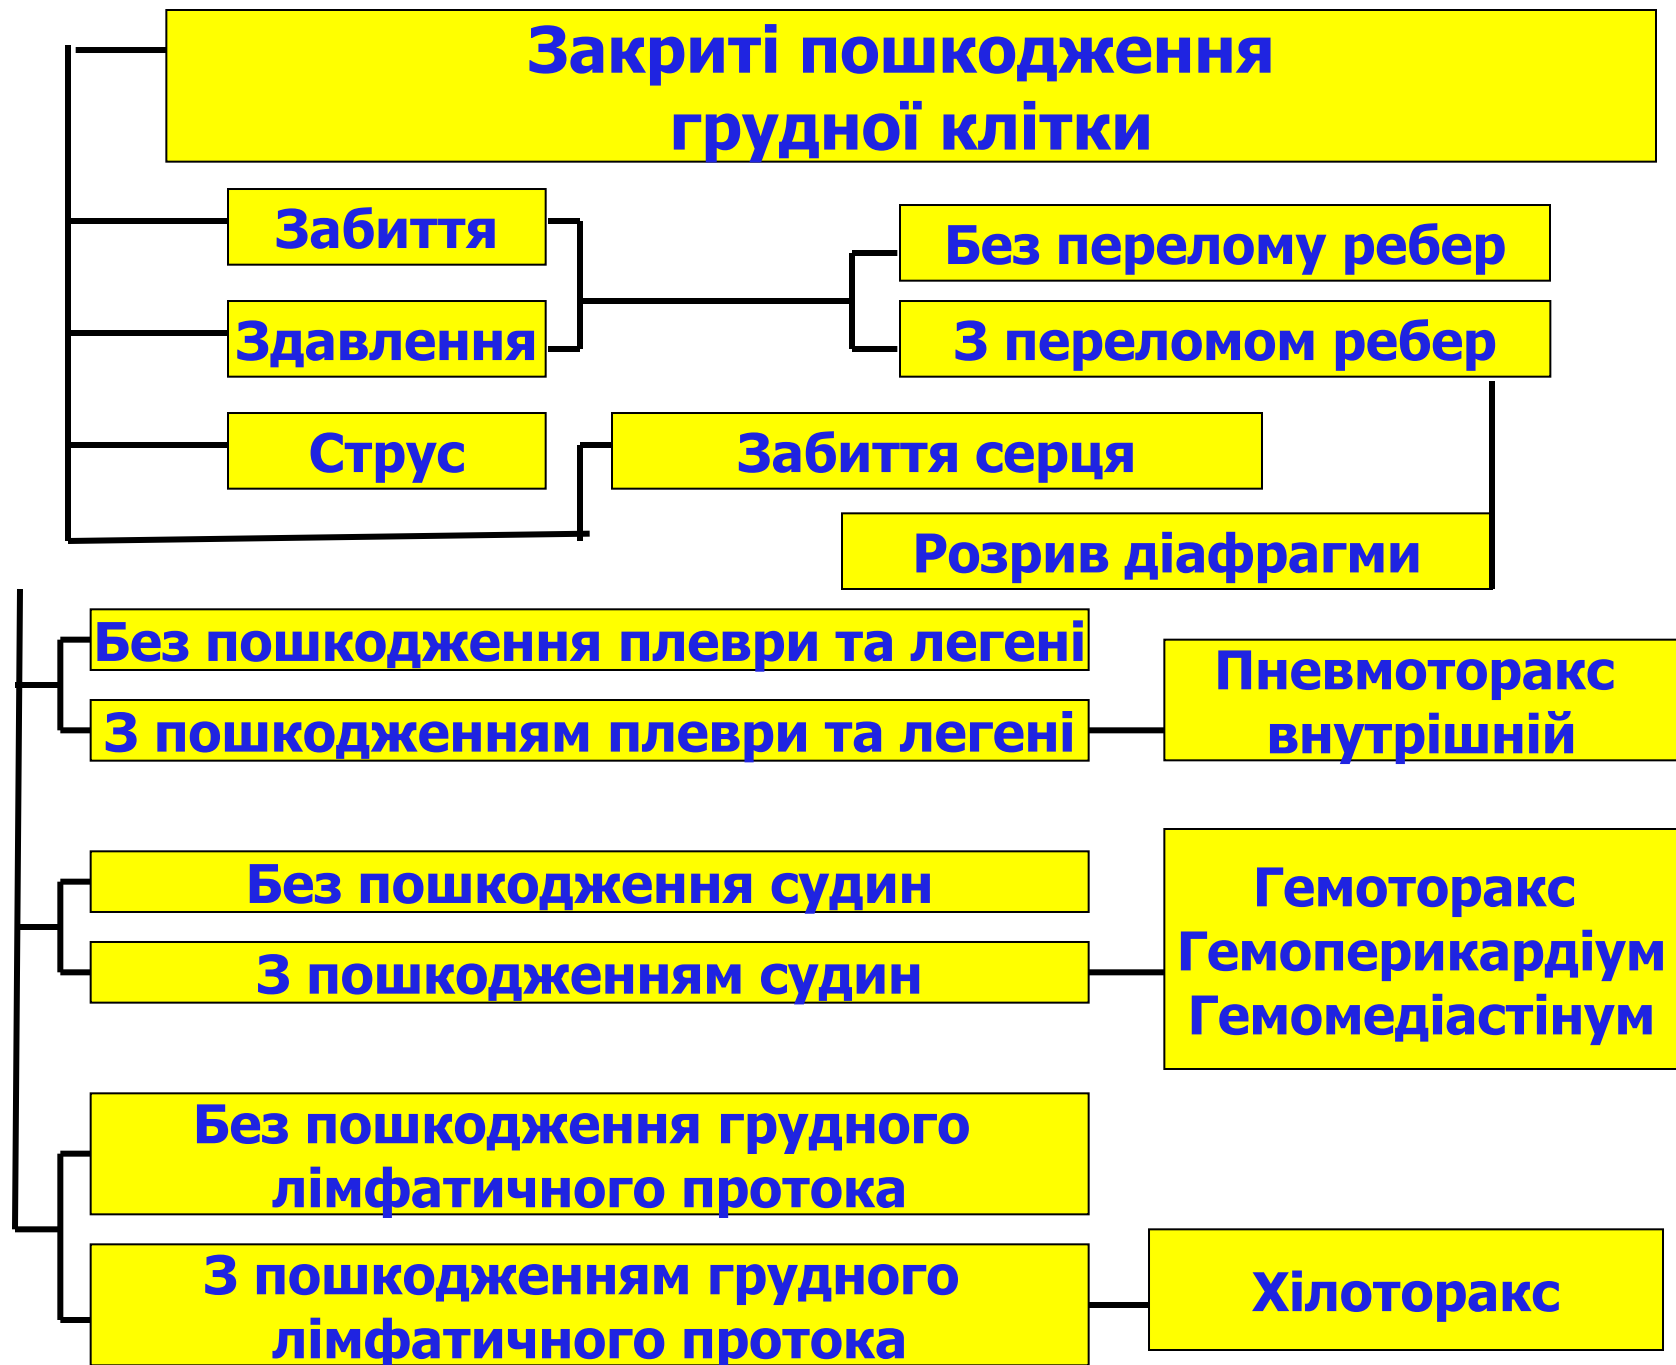 Закриті пошкодження
грудної клітки
Забиття
Без перелому ребер
Здавлення
З переломом ребер
Струс
Забиття серця
Розрив діафрагми
Без пошкодження плеври та легені
З пошкодженням плеври та легені
Пневмоторакс
внутрішній
Без пошкодження судин
З пошкодженням судин
Гемоторакс
Гемоперикардіум
Гемомедіастінум
Без пошкодження грудного
лімфатичного протока
З пошкодженням грудного
лімфатичного протока
Хілоторакс